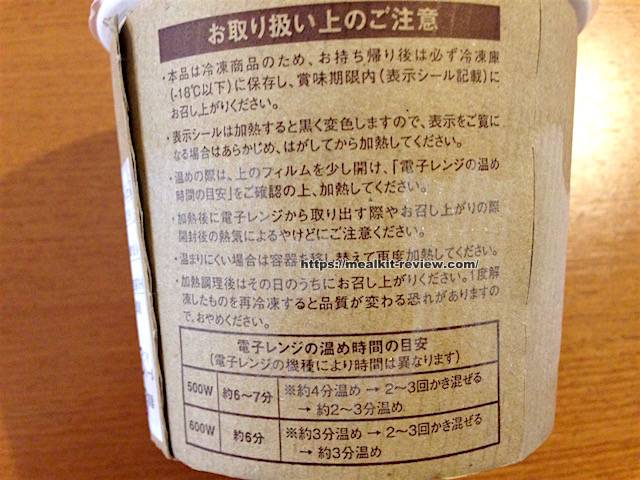 お取り扱い上のご注意
・本品は冷凍商品のため、お持ち帰り後は必ず冷凍庫
(-18℃以下)に保存し、賞味期限内(表示シール記載)に
お召し上がりください。
・表示シールは加熱すると黒く変色しますので、表示をご覧に
なる場合はあらかじめ、はがしてから加熱してください。
・温めの際は、上のフィルムを少し開け、「電子レンジの温め
時間の目安」をご確認の上、加熱してください。
・加熱後に電子レンジから取り出す際やお召し上がりの際
開封後の熱気によるやけどにご注意ください。
・温まりにくい場合は容器を移し替えて再度加熱してください。
https://mealkit-review.com/
・加熱調理後はその日のうちにお召し上がりください。1度解
凍したものを再冷凍すると品質が変わる恐れがありますの
で、おやめください。
電子レンジの温め時間の目安
(電子レンジの機種により時間は異なります)
500W 約6~7分 ※約4分温め → 2~3回かき混ぜる
→ 約2~3分温め
600W 約6分 ※約3分温め → 2~3回かき混ぜる
→ 約3分温め